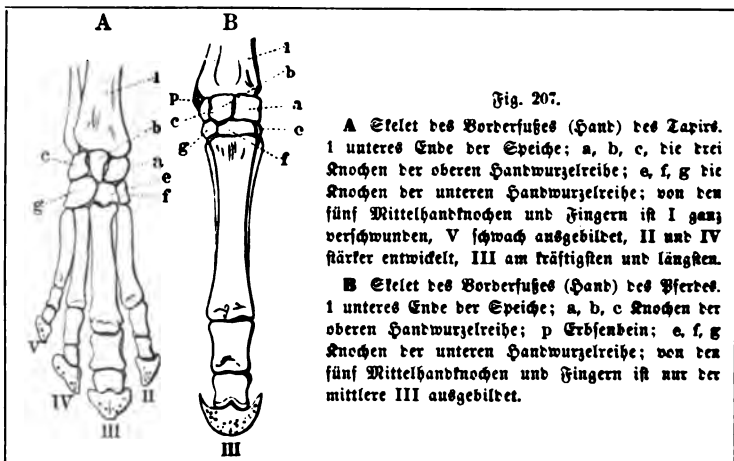 A B
1
1
b
p
a
c
e
g
f
b
c
a
e
g
f
V
IV
II
III
III
Fig. 207.
A Skelet des Vorderfußes (Hand) des Tapirs.
1 unteres Ende der Speiche; a, b, c, die drei
Knochen der oberen Handwurzelreihe; e, f, g die
Knochen der unteren Handwurzelreihe; von den
fünf Mittelhandknochen und Fingern ist I ganz
verschwunden, V schwach ausgebildet, II und IV
stärker entwickelt, III am kräftigsten und längsten.
B Skelet des Vorderfußes (Hand) des Pferdes.
1 unteres Ende der Speiche; a, b, c Knochen der
oberen Handwurzelreihe; p Erbsenbein; e, f, g
Knochen der unteren Handwurzelreihe; von den
fünf Mittelhandknochen und Fingern ist nur der
mittlere III ausgebildet.